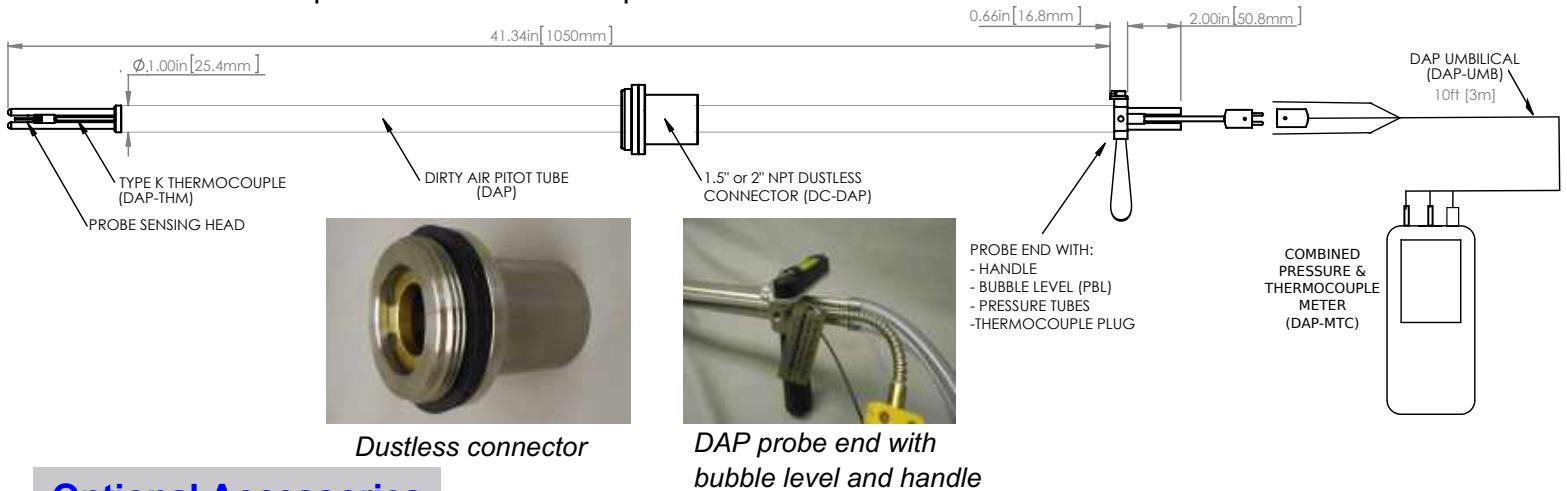 0.66in[16.8mm]
2.00in[50.8mm]
41.34in[1050mm]
Ø1.00in[25.4mm]
DAP UMBILICAL
(DAP-UMB)
10ft [3m]
TYPE K THERMOCOUPLE
(DAP-THM)
PROBE SENSING HEAD
DIRTY AIR PITOT TUBE
(DAP)
1.5" or 2" NPT DUSTLESS
CONNECTOR (DC-DAP)
PROBE END WITH:
- HANDLE
- BUBBLE LEVEL (PBL)
- PRESSURE TUBES
-THERMOCOUPLE PLUG
COMBINED
PRESSURE &
THERMOCOUPLE
METER
(DAP-MTC)
Dustless connector
DAP probe end with
bubble level and handle
Optional Accessories